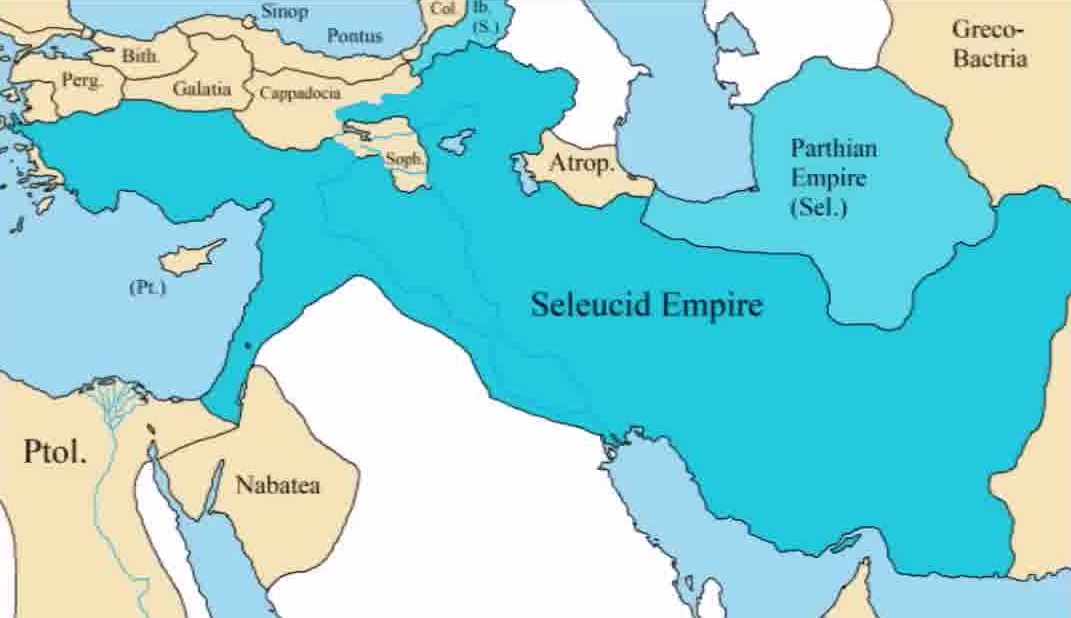 Sinop
Col.
Ib.
(S.)
Pontus
Greco-
Bactria
Bith.
Perg.
Galatia
Cappadocia
Soph.
Atrop.
Parthian
Empire
(Sel.)
(Pt.)
Seleucid Empire
Ptol.
Nabatea